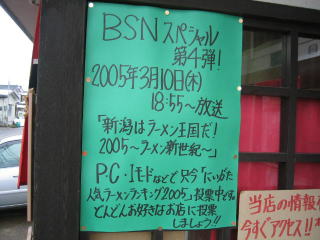 BSNスペシャル
第4弾!
2005年3月10日(木)
18:55～放送
「新潟はラーメン王国だ!
2005～ラーメン新世紀～」
PC・iモードなどで只今「にいがた
人気ラーメンランキング2005」投票中です。
どんどんお好きなお店に投票
しましょう!!
当店の情報
今すぐアクセス!!